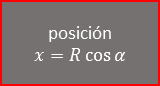 posición
x = R cos α